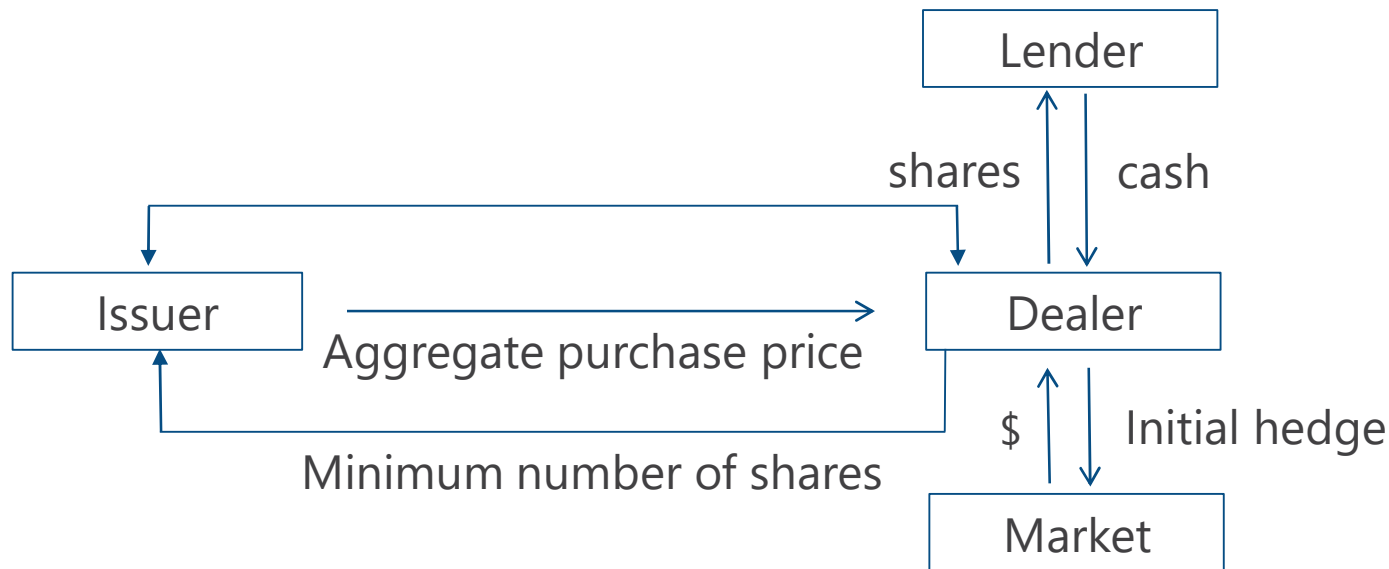 Lender
shares
cash
Issuer
Aggregate purchase price
Dealer
Minimum number of shares
$
Initial hedge
Market